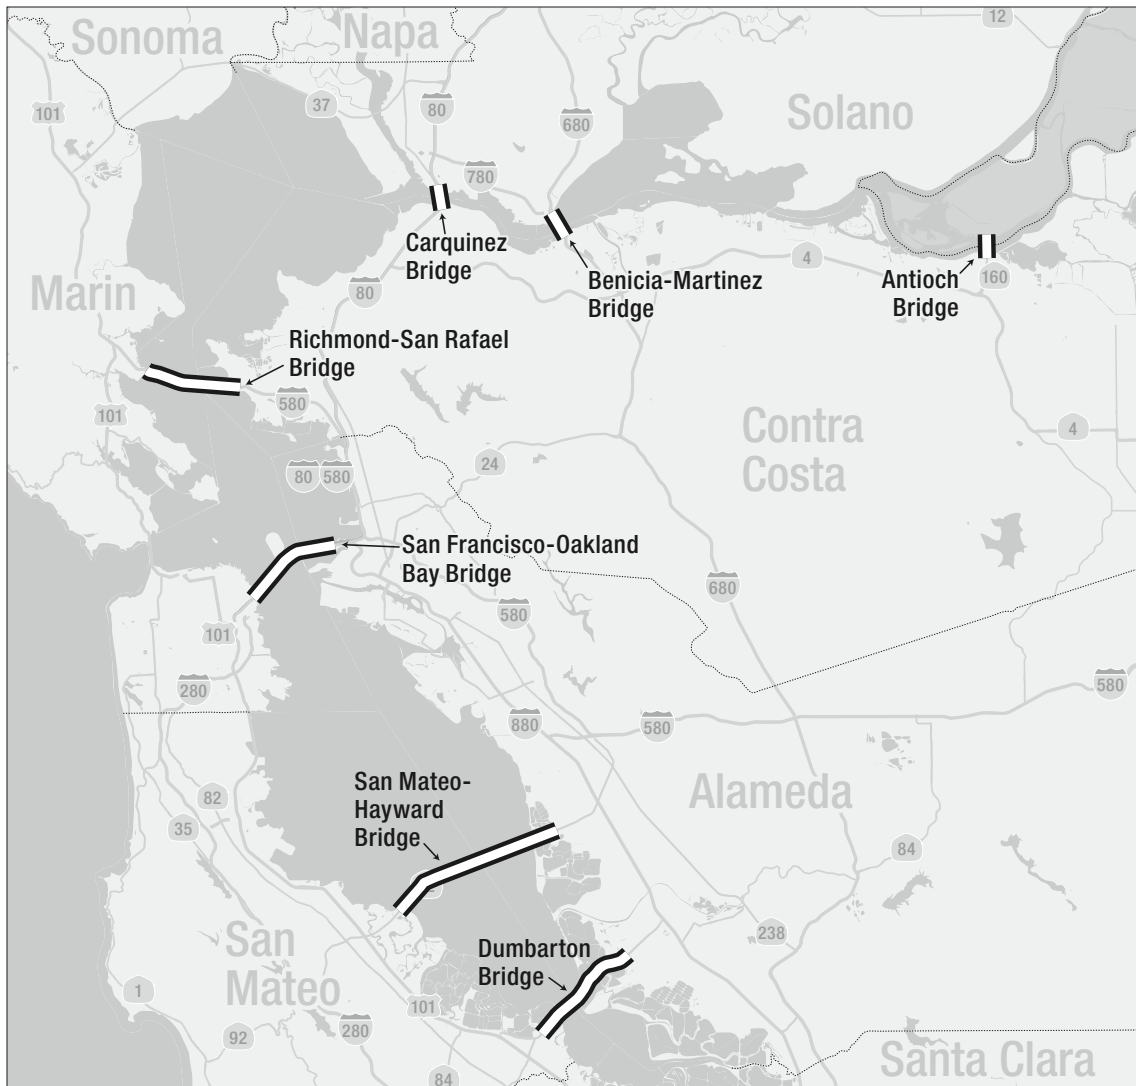 Sonoma
Napa
12
101
37
80
680
Solano
780
Carquinez
Bridge
Benicia-Martinez
Bridge
4
Antioch
Bridge
160
Marin
80
Richmond-San Rafael
Bridge
580
101
Contra
Costa
4
24
80
580
San Francisco-Oakland
Bay Bridge
680
580
101
280
580
880
580
San Mateo-
Hayward
Bridge
Alameda
82
35
84
San
Mateo
Dumbarton
Bridge
238
1
101
92
280
84
Santa Clara